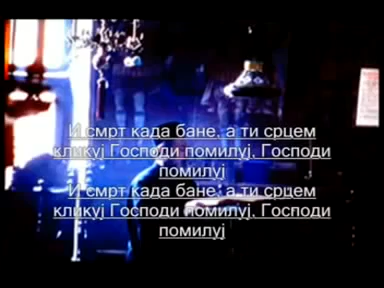 И смрт када бане, а ти срцем
кликуј Господи помилуј, Господи
помилуј
И смрт када бане, а ти срцем
кликуј Господи помилуј, Господи
помилуј